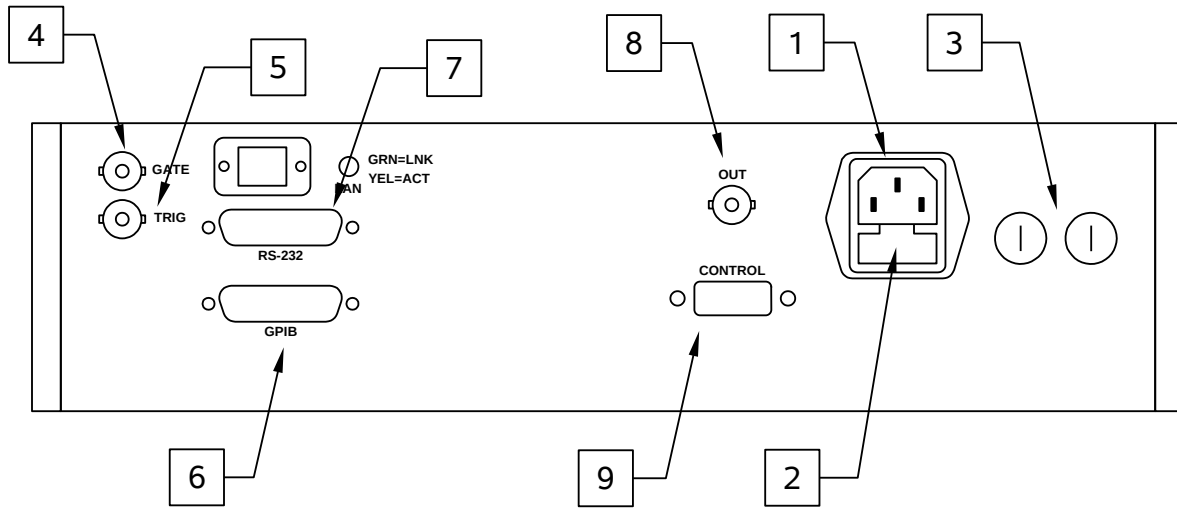 4
5
7
8
1
3
GATE
GRN=LNK
YEL=ACT
TRIG
OUT
RS-232
CONTROL
GPIB
6
9
2